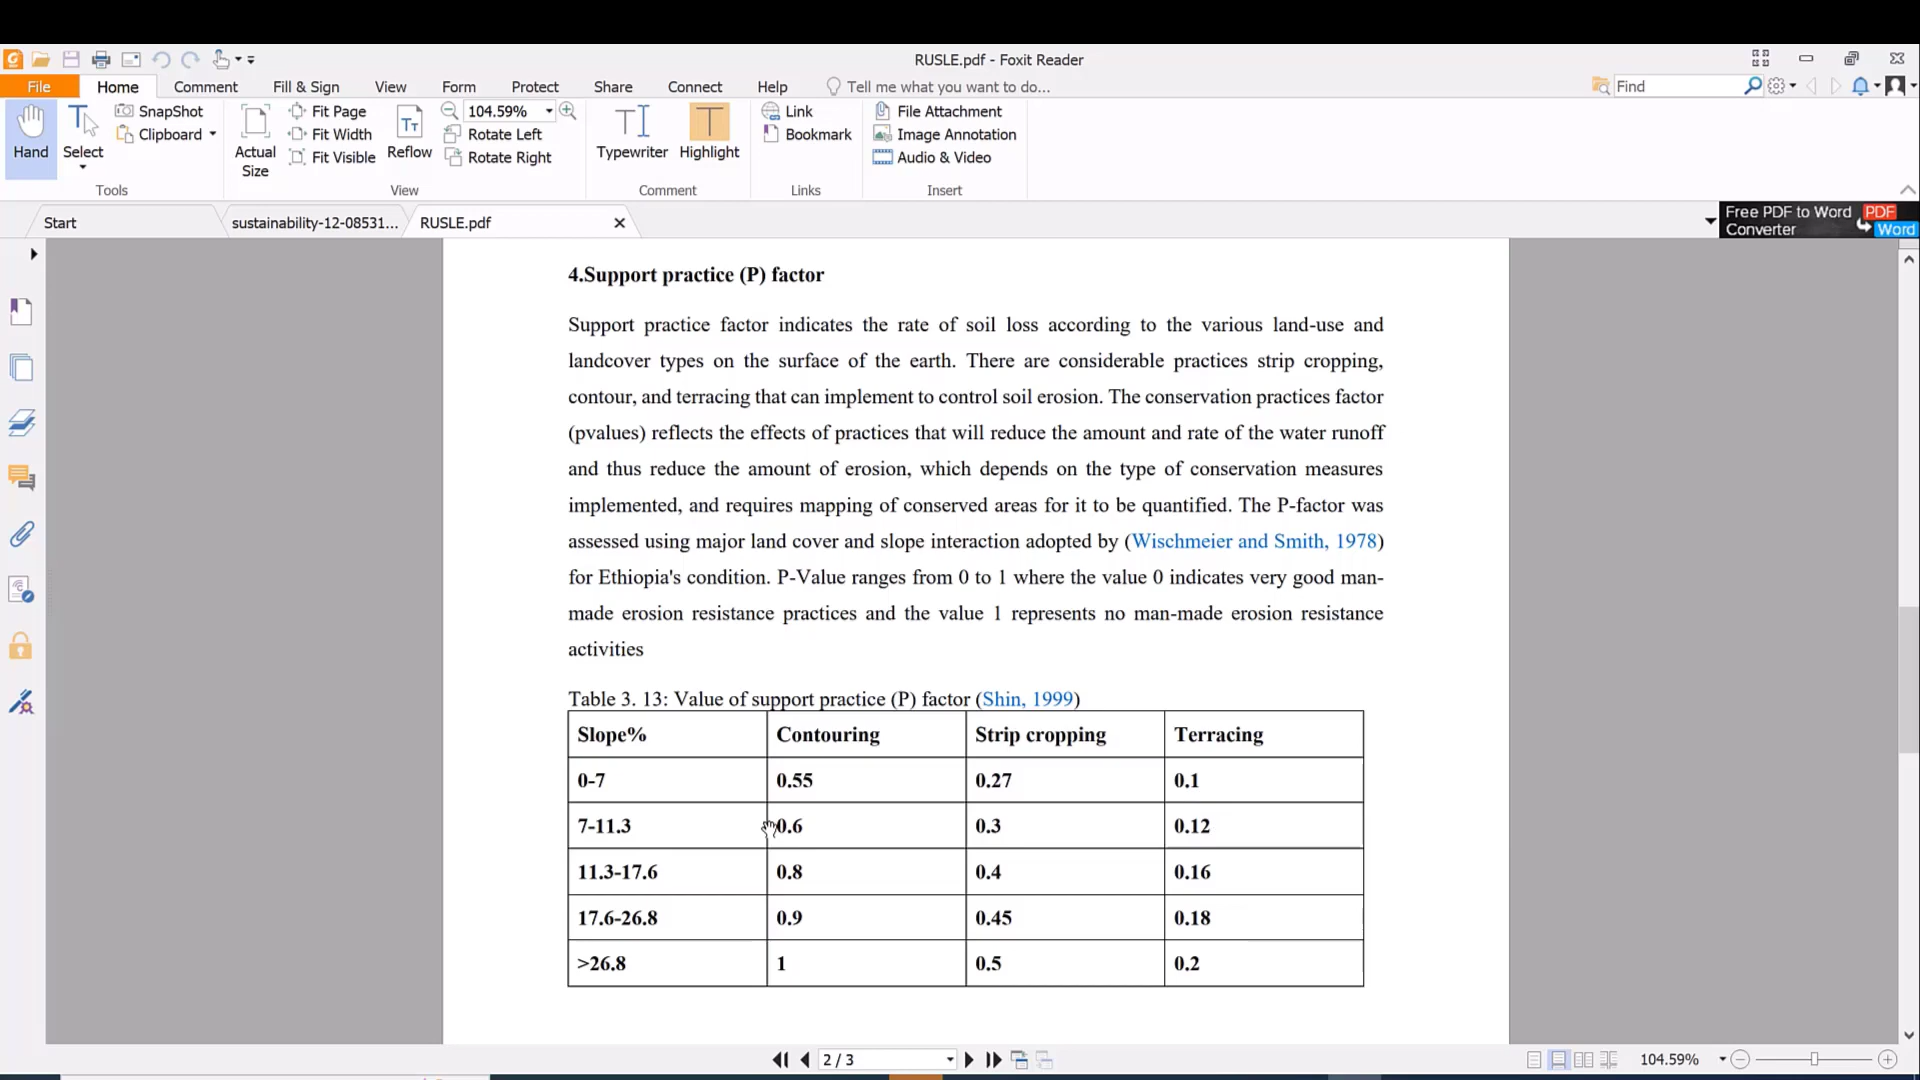 RUSLE.pdf - Foxit Reader
File Home Comment Fill & Sign View Form Protect Share Connect Help Tell me what you want to do... Find
Hand
Select
SnapShot
Clipboard
Tools
Actual
Size
Fit Page
Fit Width
Fit Visible
Reflow
104.59%
Rotate Left
Rotate Right
View
Typewriter
Highlight
Comment
Link
Bookmark
Links
File Attachment
Image Annotation
Audio & Video
Insert
Start sustainability-12-08531... RUSLE.pdf
Free PDF to Word PDF
Converter Word
4.Support practice (P) factor
Support practice factor indicates the rate of soil loss according to the various land-use and
landcover types on the surface of the earth. There are considerable practices strip cropping,
contour, and terracing that can implement to control soil erosion. The conservation practices factor
(pvalues) reflects the effects of practices that will reduce the amount and rate of the water runoff
and thus reduce the amount of erosion, which depends on the type of conservation measures
implemented, and requires mapping of conserved areas for it to be quantified. The P-factor was
assessed using major land cover and slope interaction adopted by (Wischmeier and Smith, 1978)
for Ethiopia's condition. P-Value ranges from 0 to 1 where the value 0 indicates very good man-
made erosion resistance practices and the value 1 represents no man-made erosion resistance
activities
Table 3. 13: Value of support practice (P) factor (Shin, 1999)
Slope% Contouring Strip cropping Terracing
0-7 0.55 0.27 0.1
7-11.3 0.6 0.3 0.12
11.3-17.6 0.8 0.4 0.16
17.6-26.8 0.9 0.45 0.18
>26.8 1 0.5 0.2
2 / 3
104.59%